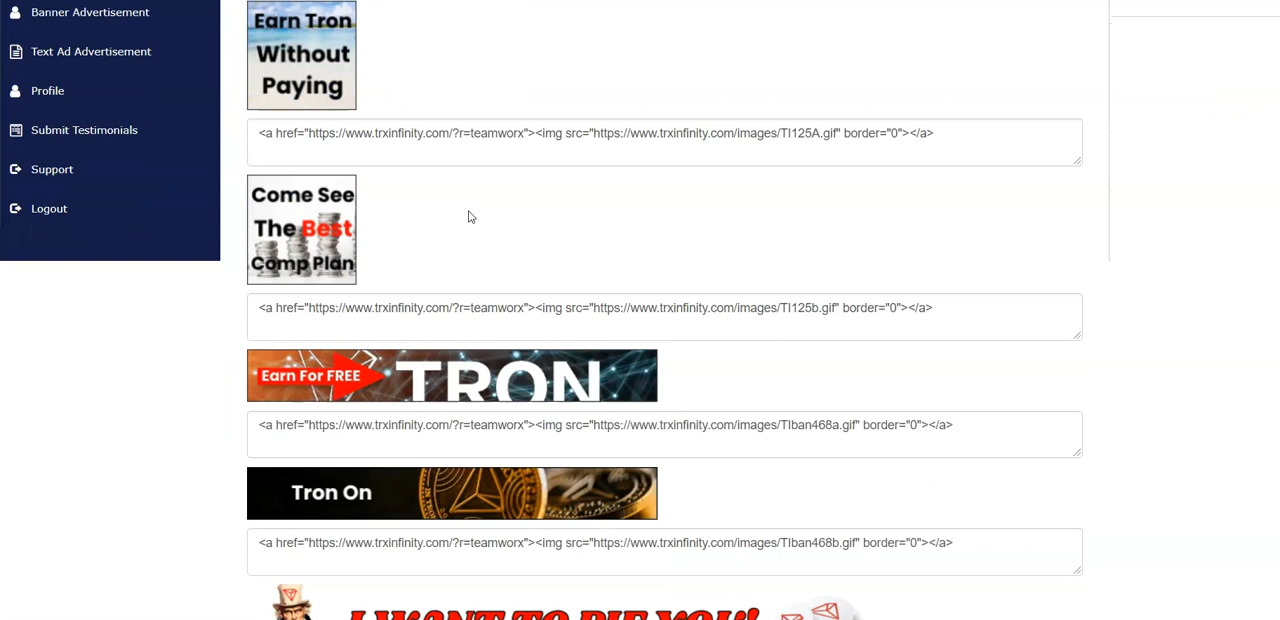 Banner Advertisement
Text Ad Advertisement
Profile
Submit Testimonials
Support
Logout
Earn Tron
Without
Paying
<a href="https://www.trxinfinity.com/?r=teamworx"><img src="https://www.trxinfinity.com/images/TI125A.gif" border="0"></a>
Come See
The Best
Comp Plan
<a href="https://www.trxinfinity.com/?r=teamworx"><img src="https://www.trxinfinity.com/images/TI125b.gif" border="0"></a>
Earn For FREE TRON
<a href="https://www.trxinfinity.com/?r=teamworx"><img src="https://www.trxinfinity.com/images/TIban468a.gif" border="0"></a>
Tron On
<a href="https://www.trxinfinity.com/?r=teamworx"><img src="https://www.trxinfinity.com/images/TIban468b.gif" border="0"></a>
I WANT TO
YOU!